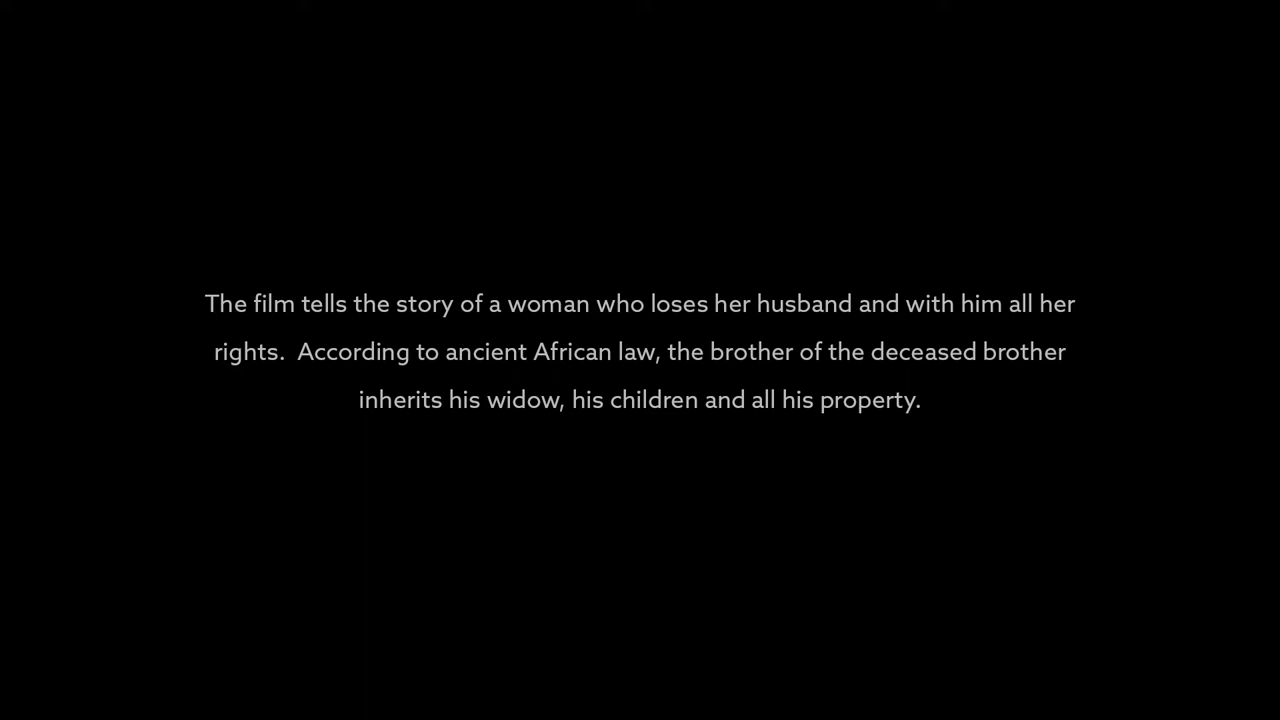 The film tells the story of a woman who loses her husband and with him all her
rights.  According to ancient African law, the brother of the deceased brother
inherits his widow, his children and all his property.